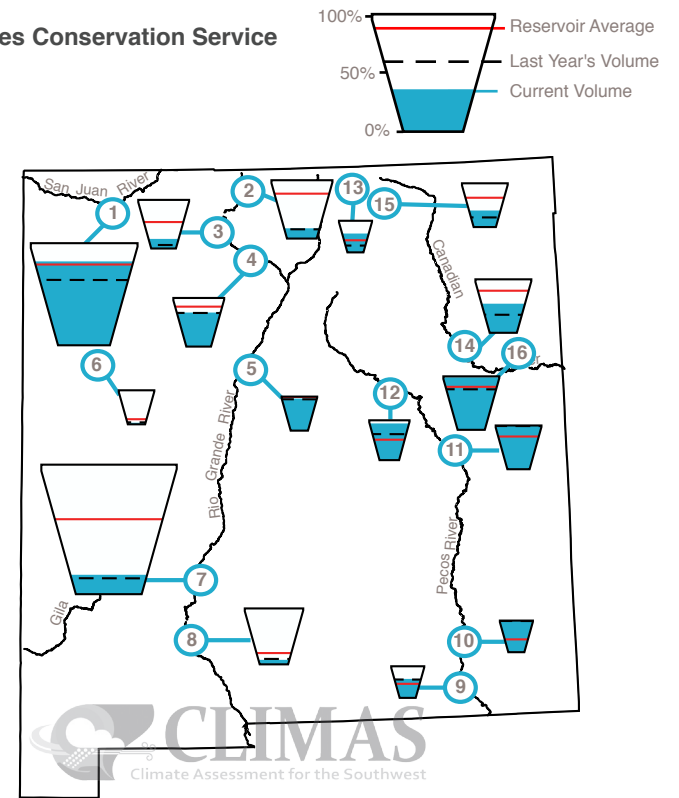 es Conservation Service
100%
50%
0%
Reservoir Average
Last Year's Volume
Current Volume
San Juan River
1
2
3
4
13
15
Canadian
14
16
5
6
12
11
Rio Grande River
Pecos River
7
Gila
8
10
9
CLIMAS
Climate Assessment for the Southwest